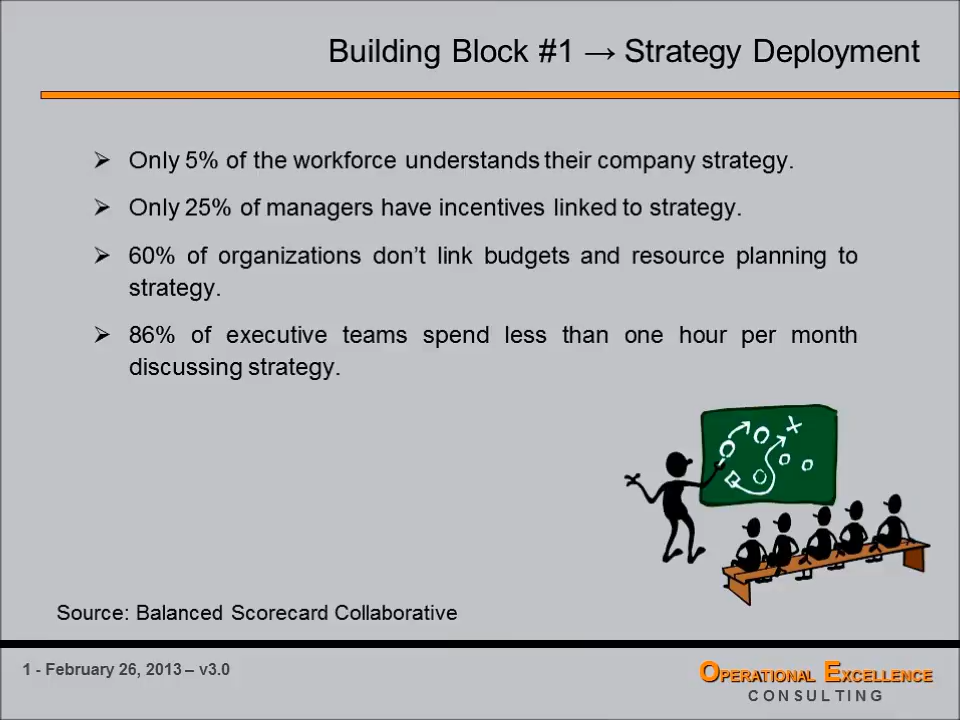 Building Block #1 → Strategy Deployment
➢ Only 5% of the workforce understands their company strategy.
➢ Only 25% of managers have incentives linked to strategy.
➢ 60% of organizations don’t link budgets and resource planning to
strategy.
➢ 86% of executive teams spend less than one hour per month
discussing strategy.
Source: Balanced Scorecard Collaborative
1 - February 26, 2013 – v3.0
OPERATIONAL EXCELLENCE
CONSULTING